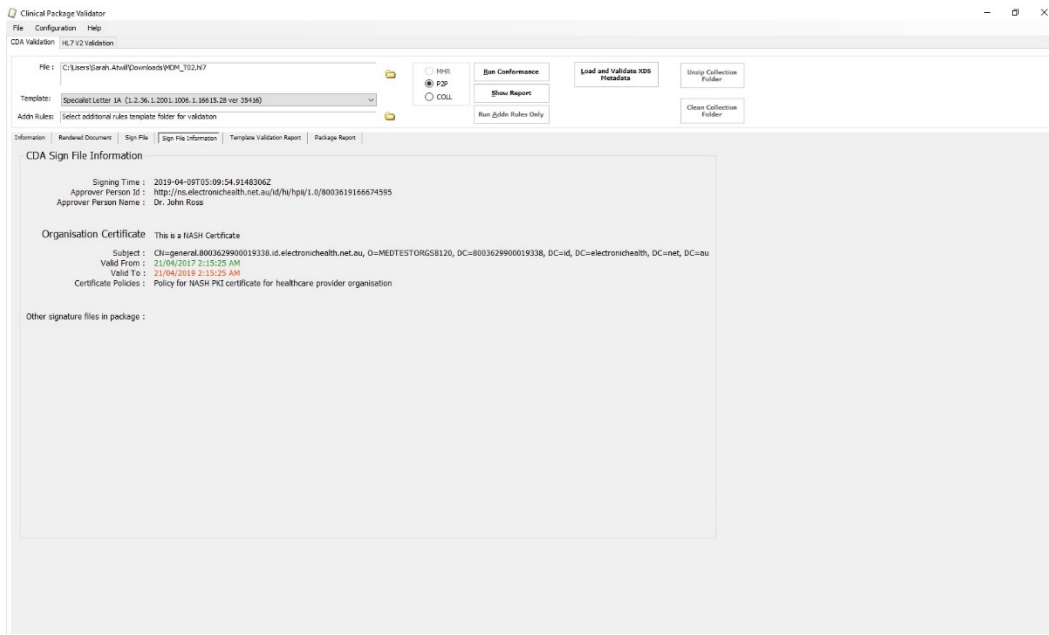 Clinical Package Validator
File Configuration Help
CDA Validation HL7 V2 Validation
File : C:\Users\Sarah.Atwill\Downloads\MDM_T02.hl7
MHR
P2P
COLL
Run Conformance
Show Report
Run Addn Rules Only
Load and Validate XDS
Metadata
Unzip Collection
Folder
Clean Collection
Folder
Template: Specialist Letter 1A (1.2.36.1.2001.1006.1.16615.28 ver 35416)
Addn Rules: Select additional rules template folder for validation
Information Rendered Document Sign File Sign File Information Template Validation Report Package Report
CDA Sign File Information
Signing Time : 2019-04-09T05:09:54.9148306Z
Approver Person Id : http://ns.electronichealth.net.au/id/hi/hpii/1.0/8003619166674595
Approver Person Name : Dr. John Ross
Organisation Certificate This is a NASH Certificate
Subject : CN=general.8003629900019338.id.electronichealth.net.au, O=MEDTESTORGSB120, DC=8003629900019338, DC=id, DC=electronichealth, DC=net, DC=au
Valid From : 21/04/2017 2:15:25 AM
Valid To : 21/04/2019 2:15:25 AM
Certificate Policies : Policy for NASH PKI certificate for healthcare provider organisation
Other signature files in package :